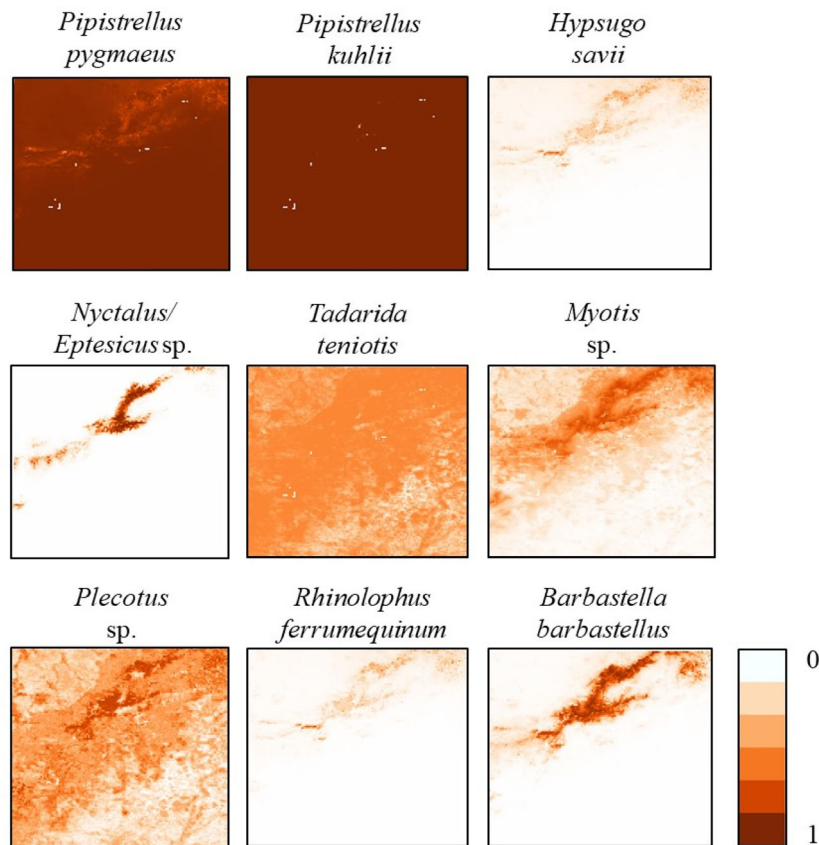 Pipistrellus
pygmaeus
Pipistrellus
kuhlii
Hypsugo
savii
Nyctalus/
Eptesicus sp.
Tadarida
teniotis
Myotis
sp.
Plecotus
sp.
Rhinolophus
ferrumequinum
Barbastella
barbastellus
0
1